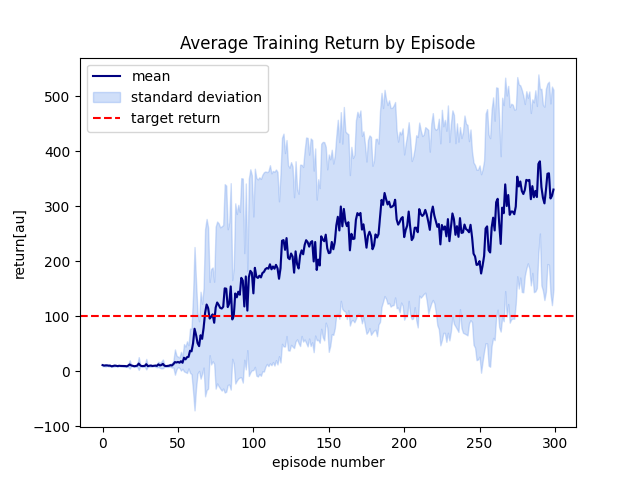 Average Training Return by Episode
mean
standard deviation
target return
500
400
300
200
100
0
−100
return[au]
0
50
100
150
200
250
300
episode number